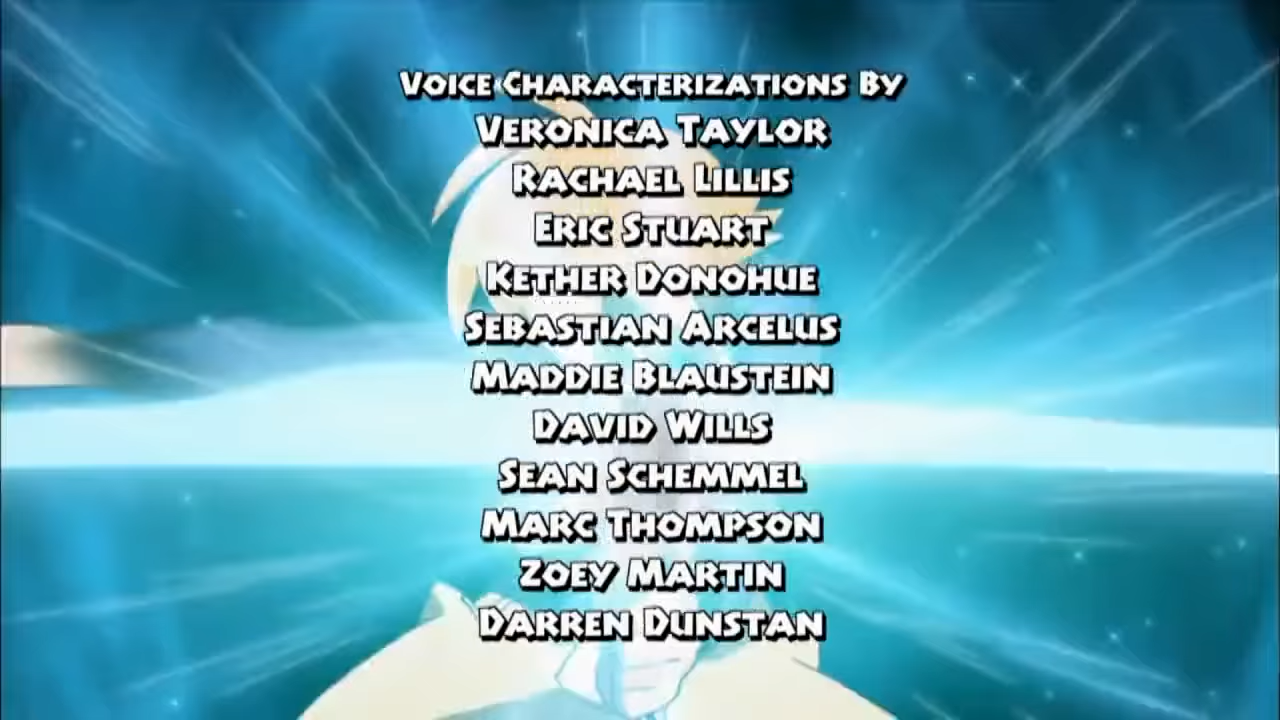 Voice Characterizations By
Veronica Taylor
Rachael Lillis
Eric Stuart
Kether Donohue
Sebastian Arcelus
Maddie Blaustein
David Wills
Sean Schemmel
Marc Thompson
Zoey Martin
Darren Dunstan